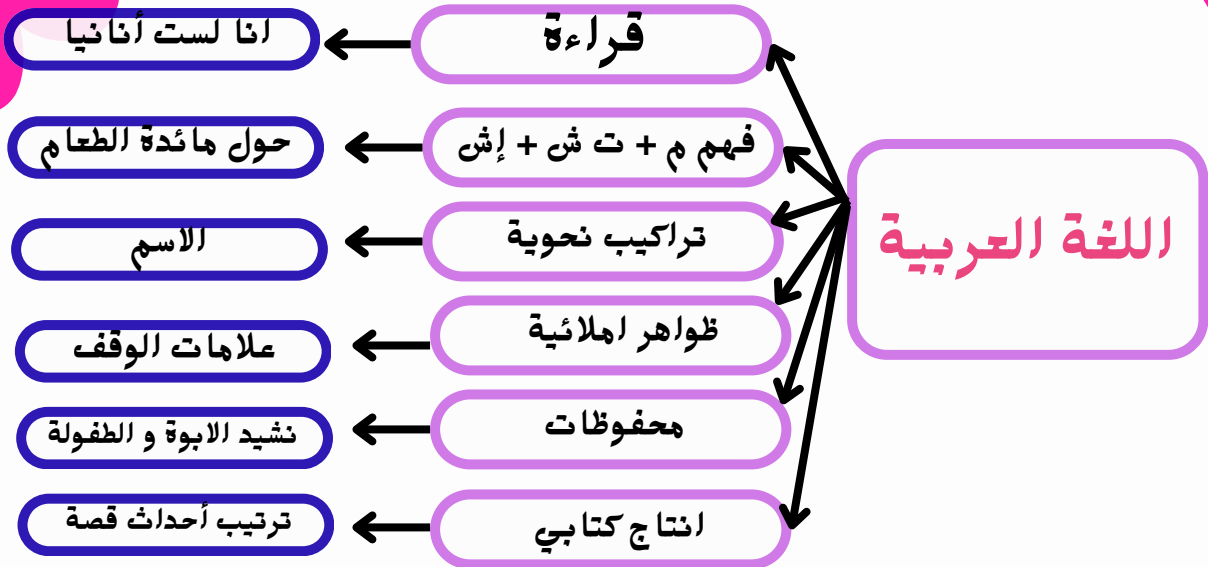 اللغة العربية
قراءة
انا لست أنانيا
فهم م + ت ش + إش
حول مائدة الطعام
تراكيب نحوية
الاسم
ظواهر املائية
علامات الوقف
محفوظات
نشيد الابوة و الطفولة
انتاج كتابي
ترتيب أحداث قصة